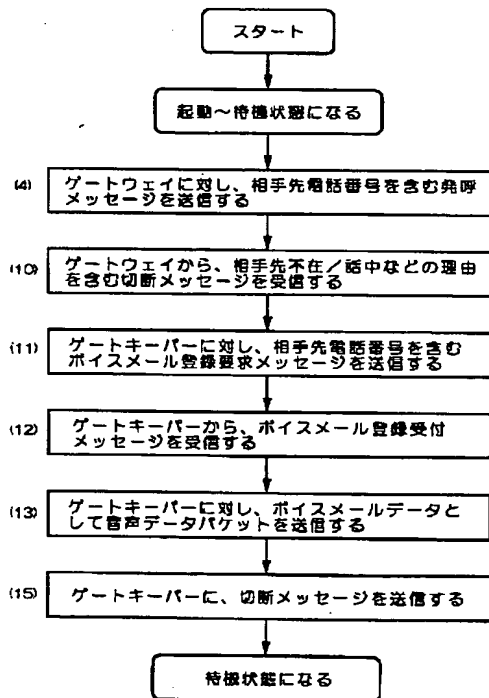 スタート
起動~待機状態になる
(4)
ゲートウェイに対し、相手先電話番号を含む発呼
メッセージを送信する
(10)
ゲートウェイから、相手先不在/話中などの理由
を含む切断メッセージを受信する
(11)
ゲートキーパーに対し、相手先電話番号を含む
ボイスメール登録要求メッセージを送信する
(12)
ゲートキーパーから、ボイスメール登録受付
メッセージを受信する
(13)
ゲートキーパーに対し、ボイスメールデータと
して音声データパケットを送信する
(15)
ゲートキーパーに、切断メッセージを送信する
待機状態になる